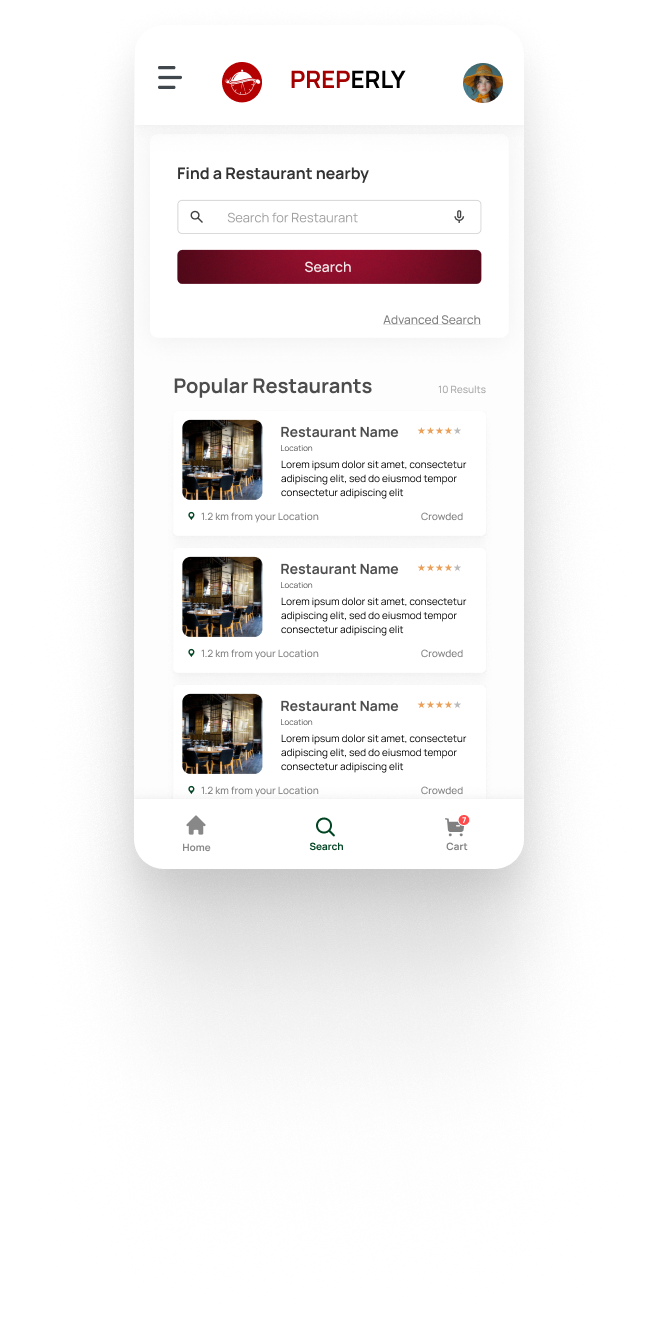 PREPERLY
Find a Restaurant nearby
Search for Restaurant
Search
Advanced Search
Popular Restaurants
10 Results
Restaurant Name
Location
Lorem ipsum dolor sit amet, consectetur
adipiscing elit, sed do eiusmod tempor
consectetur adipiscing elit
1.2 km from your Location
Crowded
Restaurant Name
Location
Lorem ipsum dolor sit amet, consectetur
adipiscing elit, sed do eiusmod tempor
consectetur adipiscing elit
1.2 km from your Location
Crowded
Restaurant Name
Location
Lorem ipsum dolor sit amet, consectetur
adipiscing elit, sed do eiusmod tempor
consectetur adipiscing elit
1.2 km from your Location
Crowded
7
Home
Search
Cart